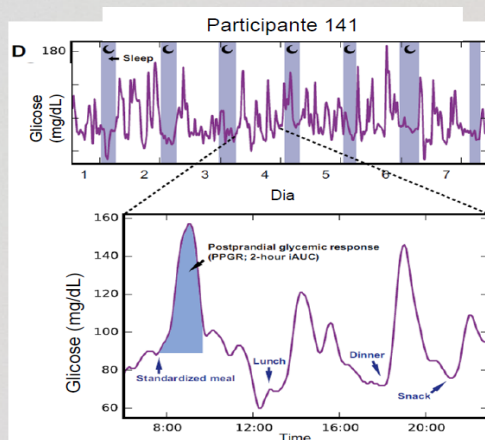 Participante 141
D
180
Sleep
Glicose
(mg/dL)
1 2 3 4 5 6 7
Dia
160
140
120
100
80
60
Glicose (mg/dL)
Postprandial glycemic response
(PPGR; 2-hour iAUC)
Standardized meal
Lunch
Dinner
Snack
8:00 12:00 16:00 20:00
Time